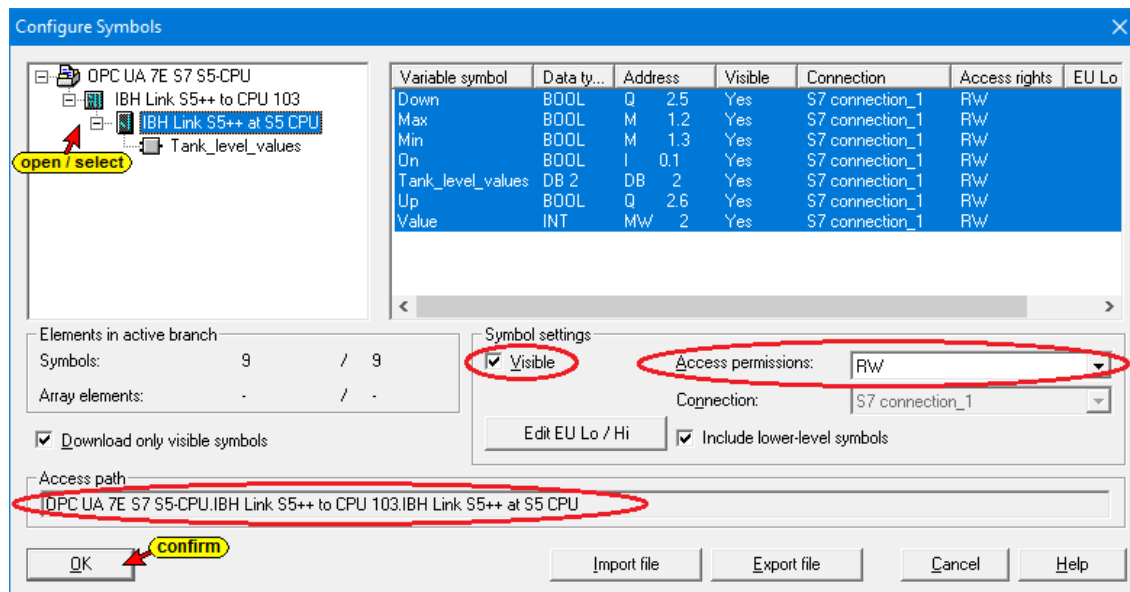 Configure Symbols
OPC UA 7E S7 S5-CPU
IBH Link S5++ to CPU 103
IBH Link S5++ at S5 CPU
Tank_level_values
open / select
Variable symbol Data ty... Address Visible Connection Access rights EU Lo
Down BOOL Q 2.5 Yes S7 connection_1 RW
Max BOOL M 1.2 Yes S7 connection_1 RW
Min BOOL M 1.3 Yes S7 connection_1 RW
On BOOL I 0.1 Yes S7 connection_1 RW
Tank_level_values DB 2 DB 2 Yes S7 connection_1 RW
Up BOOL Q 2.6 Yes S7 connection_1 RW
Value INT MW 2 Yes S7 connection_1 RW
Elements in active branch
Symbols: 9 / 9
Array elements: - / -
Download only visible symbols
Symbol settings
Visible
Access permissions: RW
Connection: S7 connection_1
Edit EU Lo / Hi
Include lower-level symbols
Access path
OPC UA 7E S7 S5-CPU.IBH Link S5++ to CPU 103.IBH Link S5++ at S5 CPU
confirm
OK Import file Export file Cancel Help